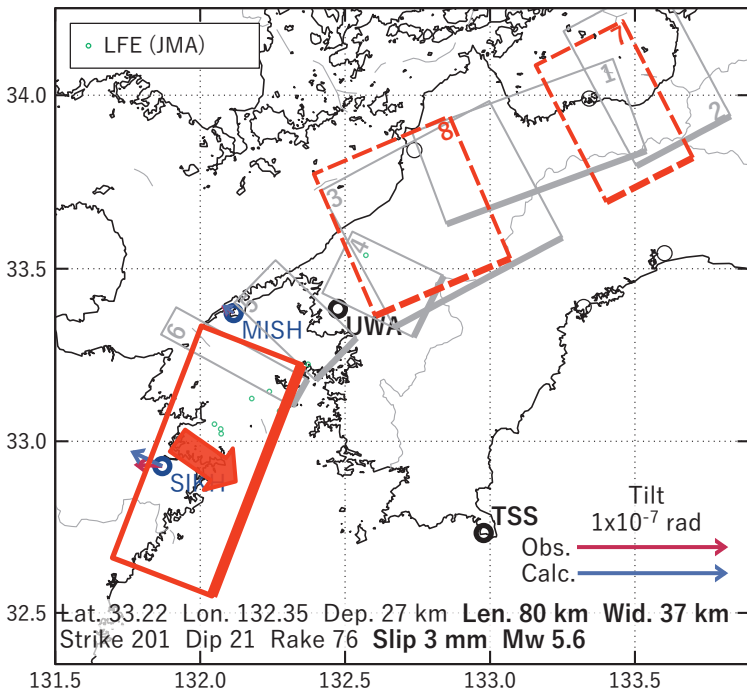 LFE (JMA)
34.0
33.5
33.0
32.5
7
1
2
8
3
4
5
6
MISH
UWA
SIKH
TSS
Tilt
1x10-7 rad
Obs.
Calc.
Lat. 33.22 Lon. 132.35 Dep. 27 km Len. 80 km Wid. 37 km
Strike 201 Dip 21 Rake 76 Slip 3 mm Mw 5.6
131.5 132.0 132.5 133.0 133.5